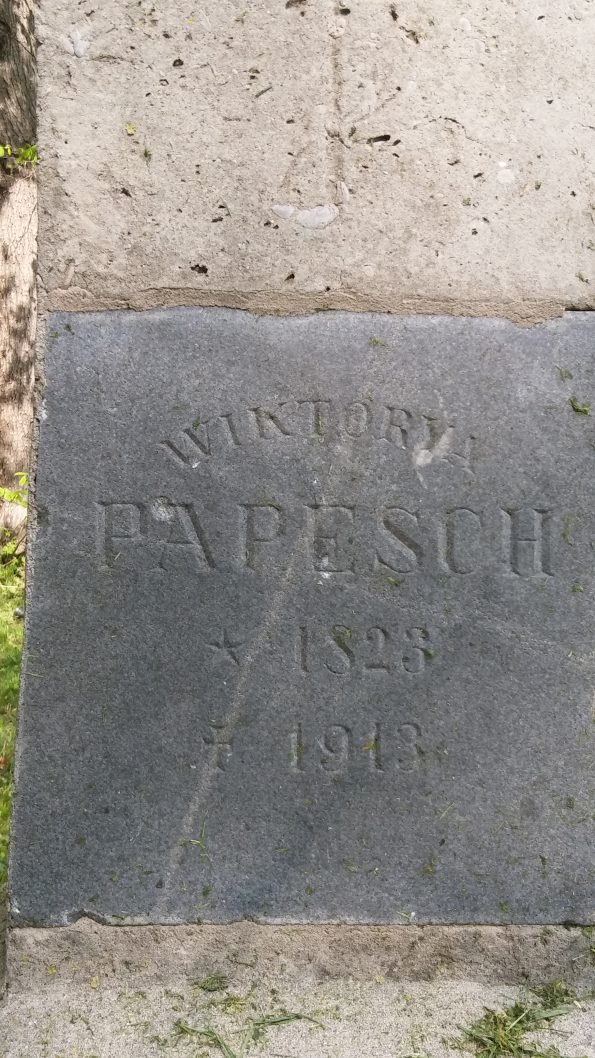 WIKTORYA
PAPESCH
* 1823
† 1913